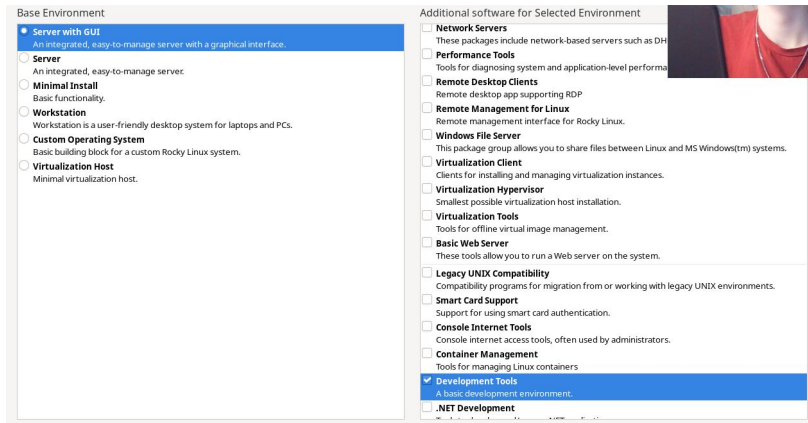 Base Environment
Server with GUI
An integrated, easy-to-manage server with a graphical interface.
Server
An integrated, easy-to-manage server.
Minimal Install
Basic functionality.
Workstation
Workstation is a user-friendly desktop system for laptops and PCs.
Custom Operating System
Basic building block for a custom Rocky Linux system.
Virtualization Host
Minimal virtualization host.
Additional software for Selected Environment
Network Servers
These packages include network-based servers such as DH
Performance Tools
Tools for diagnosing system and application-level performa
Remote Desktop Clients
Remote desktop app supporting RDP
Remote Management for Linux
Remote management interface for Rocky Linux.
Windows File Server
This package group allows you to share files between Linux and MS Windows(tm) systems.
Virtualization Client
Clients for installing and managing virtualization instances.
Virtualization Hypervisor
Smallest possible virtualization host installation.
Virtualization Tools
Tools for offline virtual image management.
Basic Web Server
These tools allow you to run a Web server on the system.
Legacy UNIX Compatibility
Compatibility programs for migration from or working with legacy UNIX environments.
Smart Card Support
Support for using smart card authentication.
Console Internet Tools
Console internet access tools, often used by administrators.
Container Management
Tools for managing Linux containers
Development Tools
A basic development environment.
.NET Development